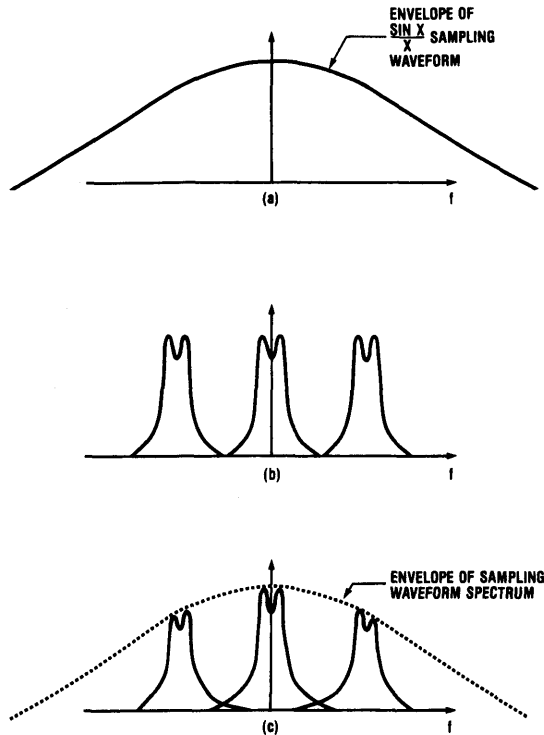 ENVELOPE OF
SIN X
X
SAMPLING
WAVEFORM
(a)
f
(b)
f
ENVELOPE OF SAMPLING
WAVEFORM SPECTRUM
(c)
f